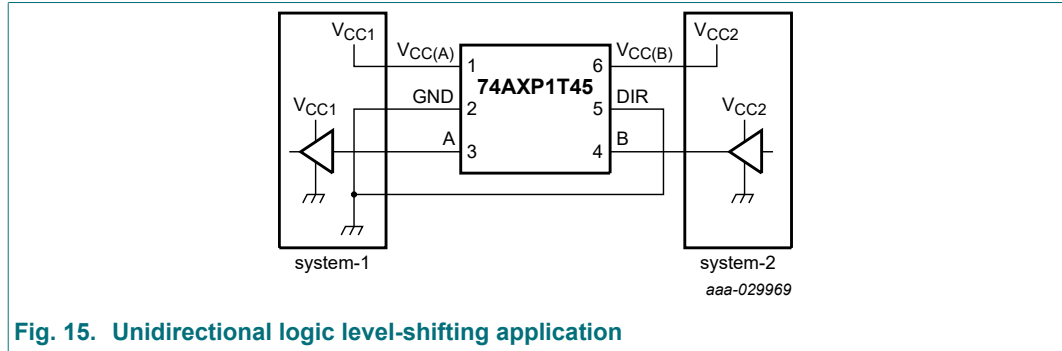 VCC1
VCC(A)
VCC(B)
VCC2
1
6
74AXP1T45
GND
2
5
DIR
VCC1
VCC2
A
3
4
B
system-1
system-2
aaa-029969
Fig. 15. Unidirectional logic level-shifting application